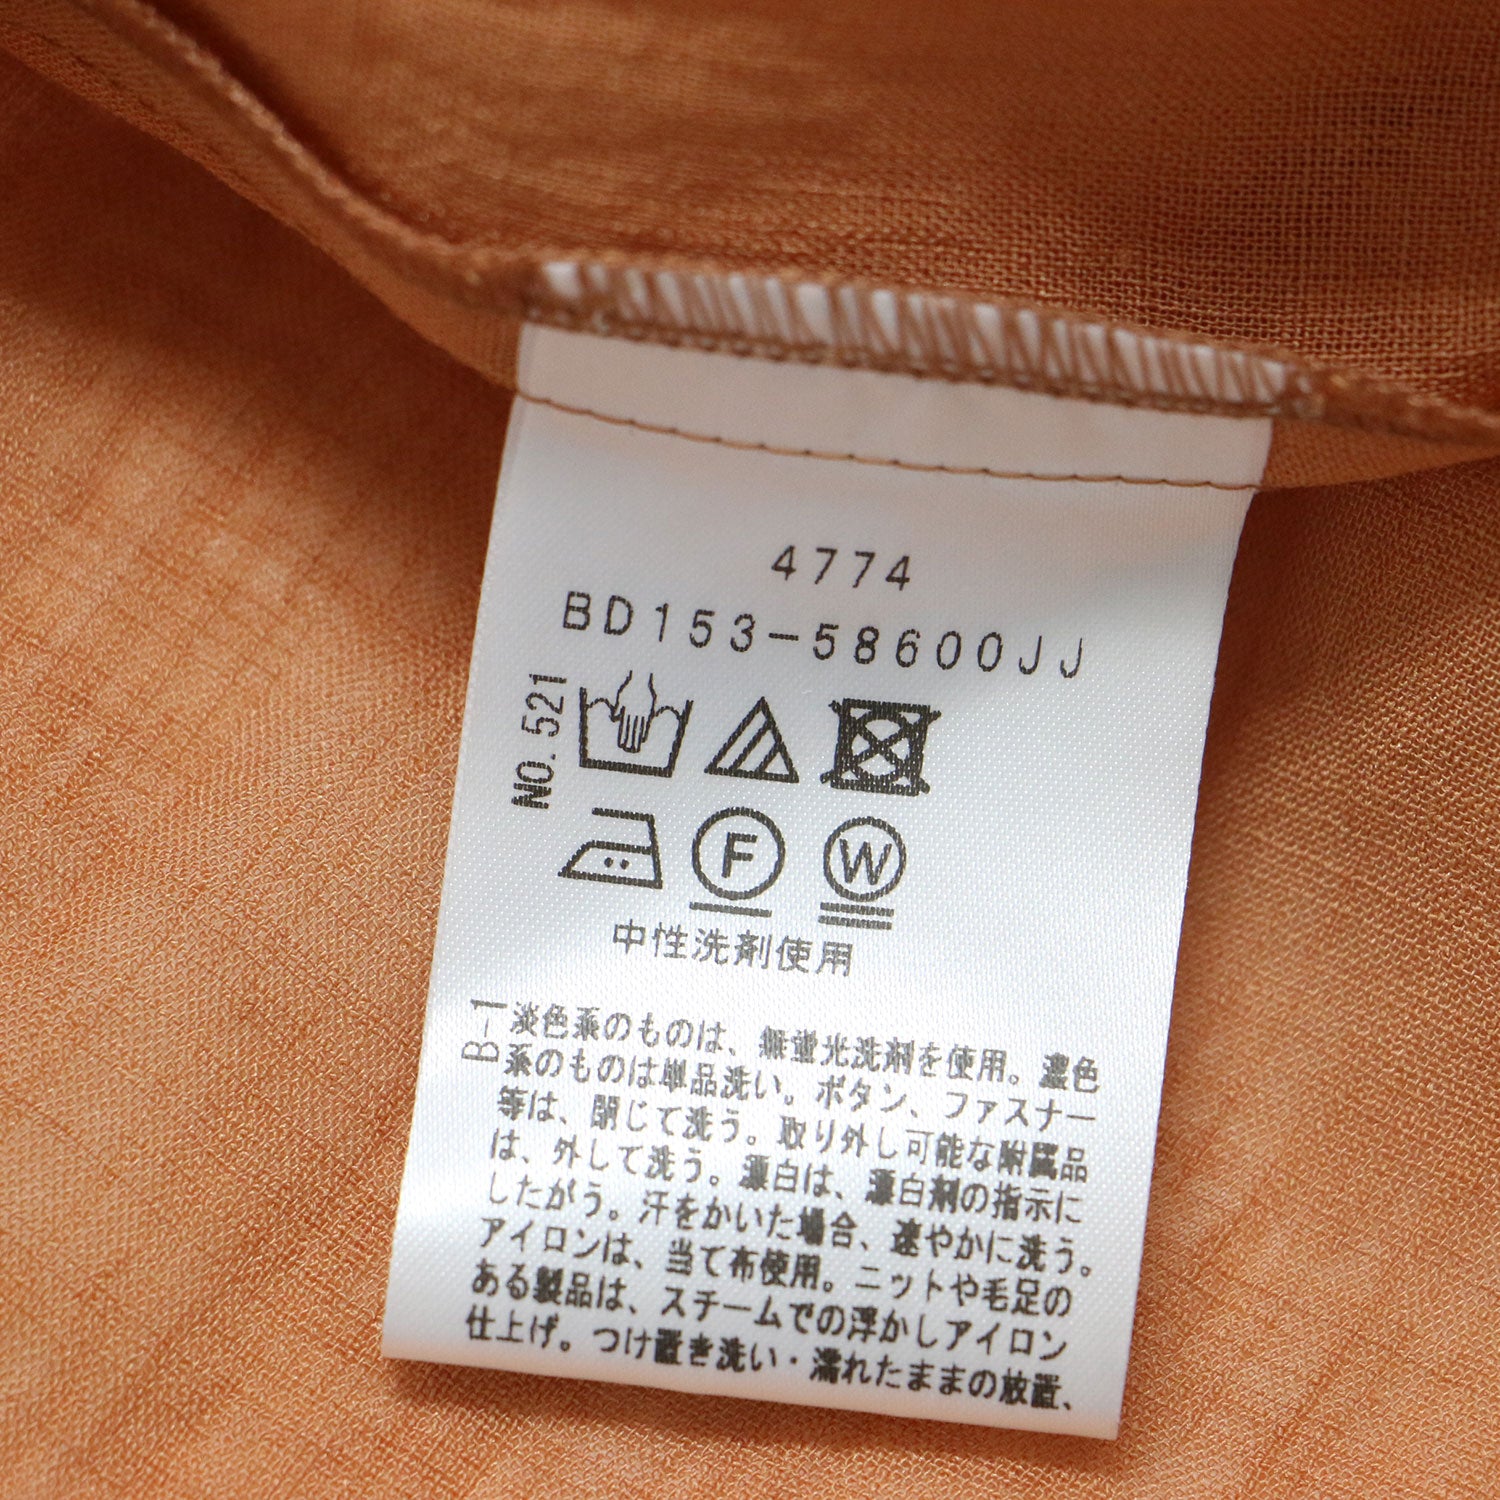 4774
BD153-58600JJ
NO.521
F
W
中性洗剤使用
B-1
淡色系のものは、無蛍光洗剤を使用。濃色
系のものは単品洗い。ボタン、ファスナー
等は、閉じて洗う。取り外し可能な附属品
は、外して洗う。漂白は、漂白剤の指示に
したがう。汗をかいた場合、速やかに洗う。
アイロンは、当て布使用。ニットや毛足の
ある製品は、スチームでの浮かしアイロン
仕上げ。つけ置き洗い・濡れたままの放置、